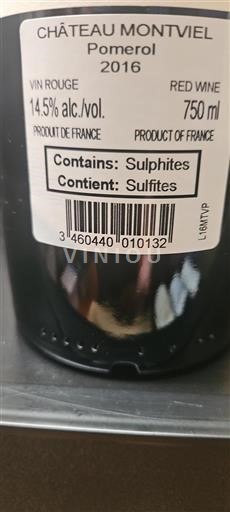 CHÂTEAU MONTVIEL
Pomerol
2016
VIN ROUGE RED WINE
14.5% alc./vol. 750 ml
PRODUIT DE FRANCE PRODUCT OF FRANCE
Contains: Sulphites
Contient: Sulfites
3 460440 010132
L16MTVP
VINIOU